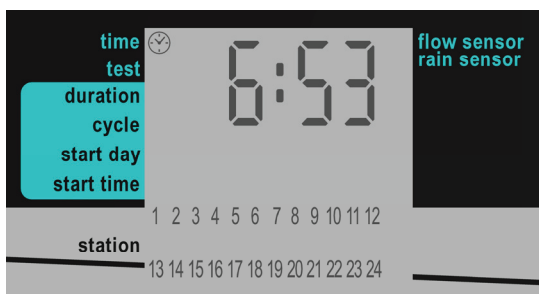 time 6:53 flow sensor
test rain sensor
duration
cycle
start day
start time
1 2 3 4 5 6 7 8 9 10 11 12
station
13 14 15 16 17 18 19 20 21 22 23 24